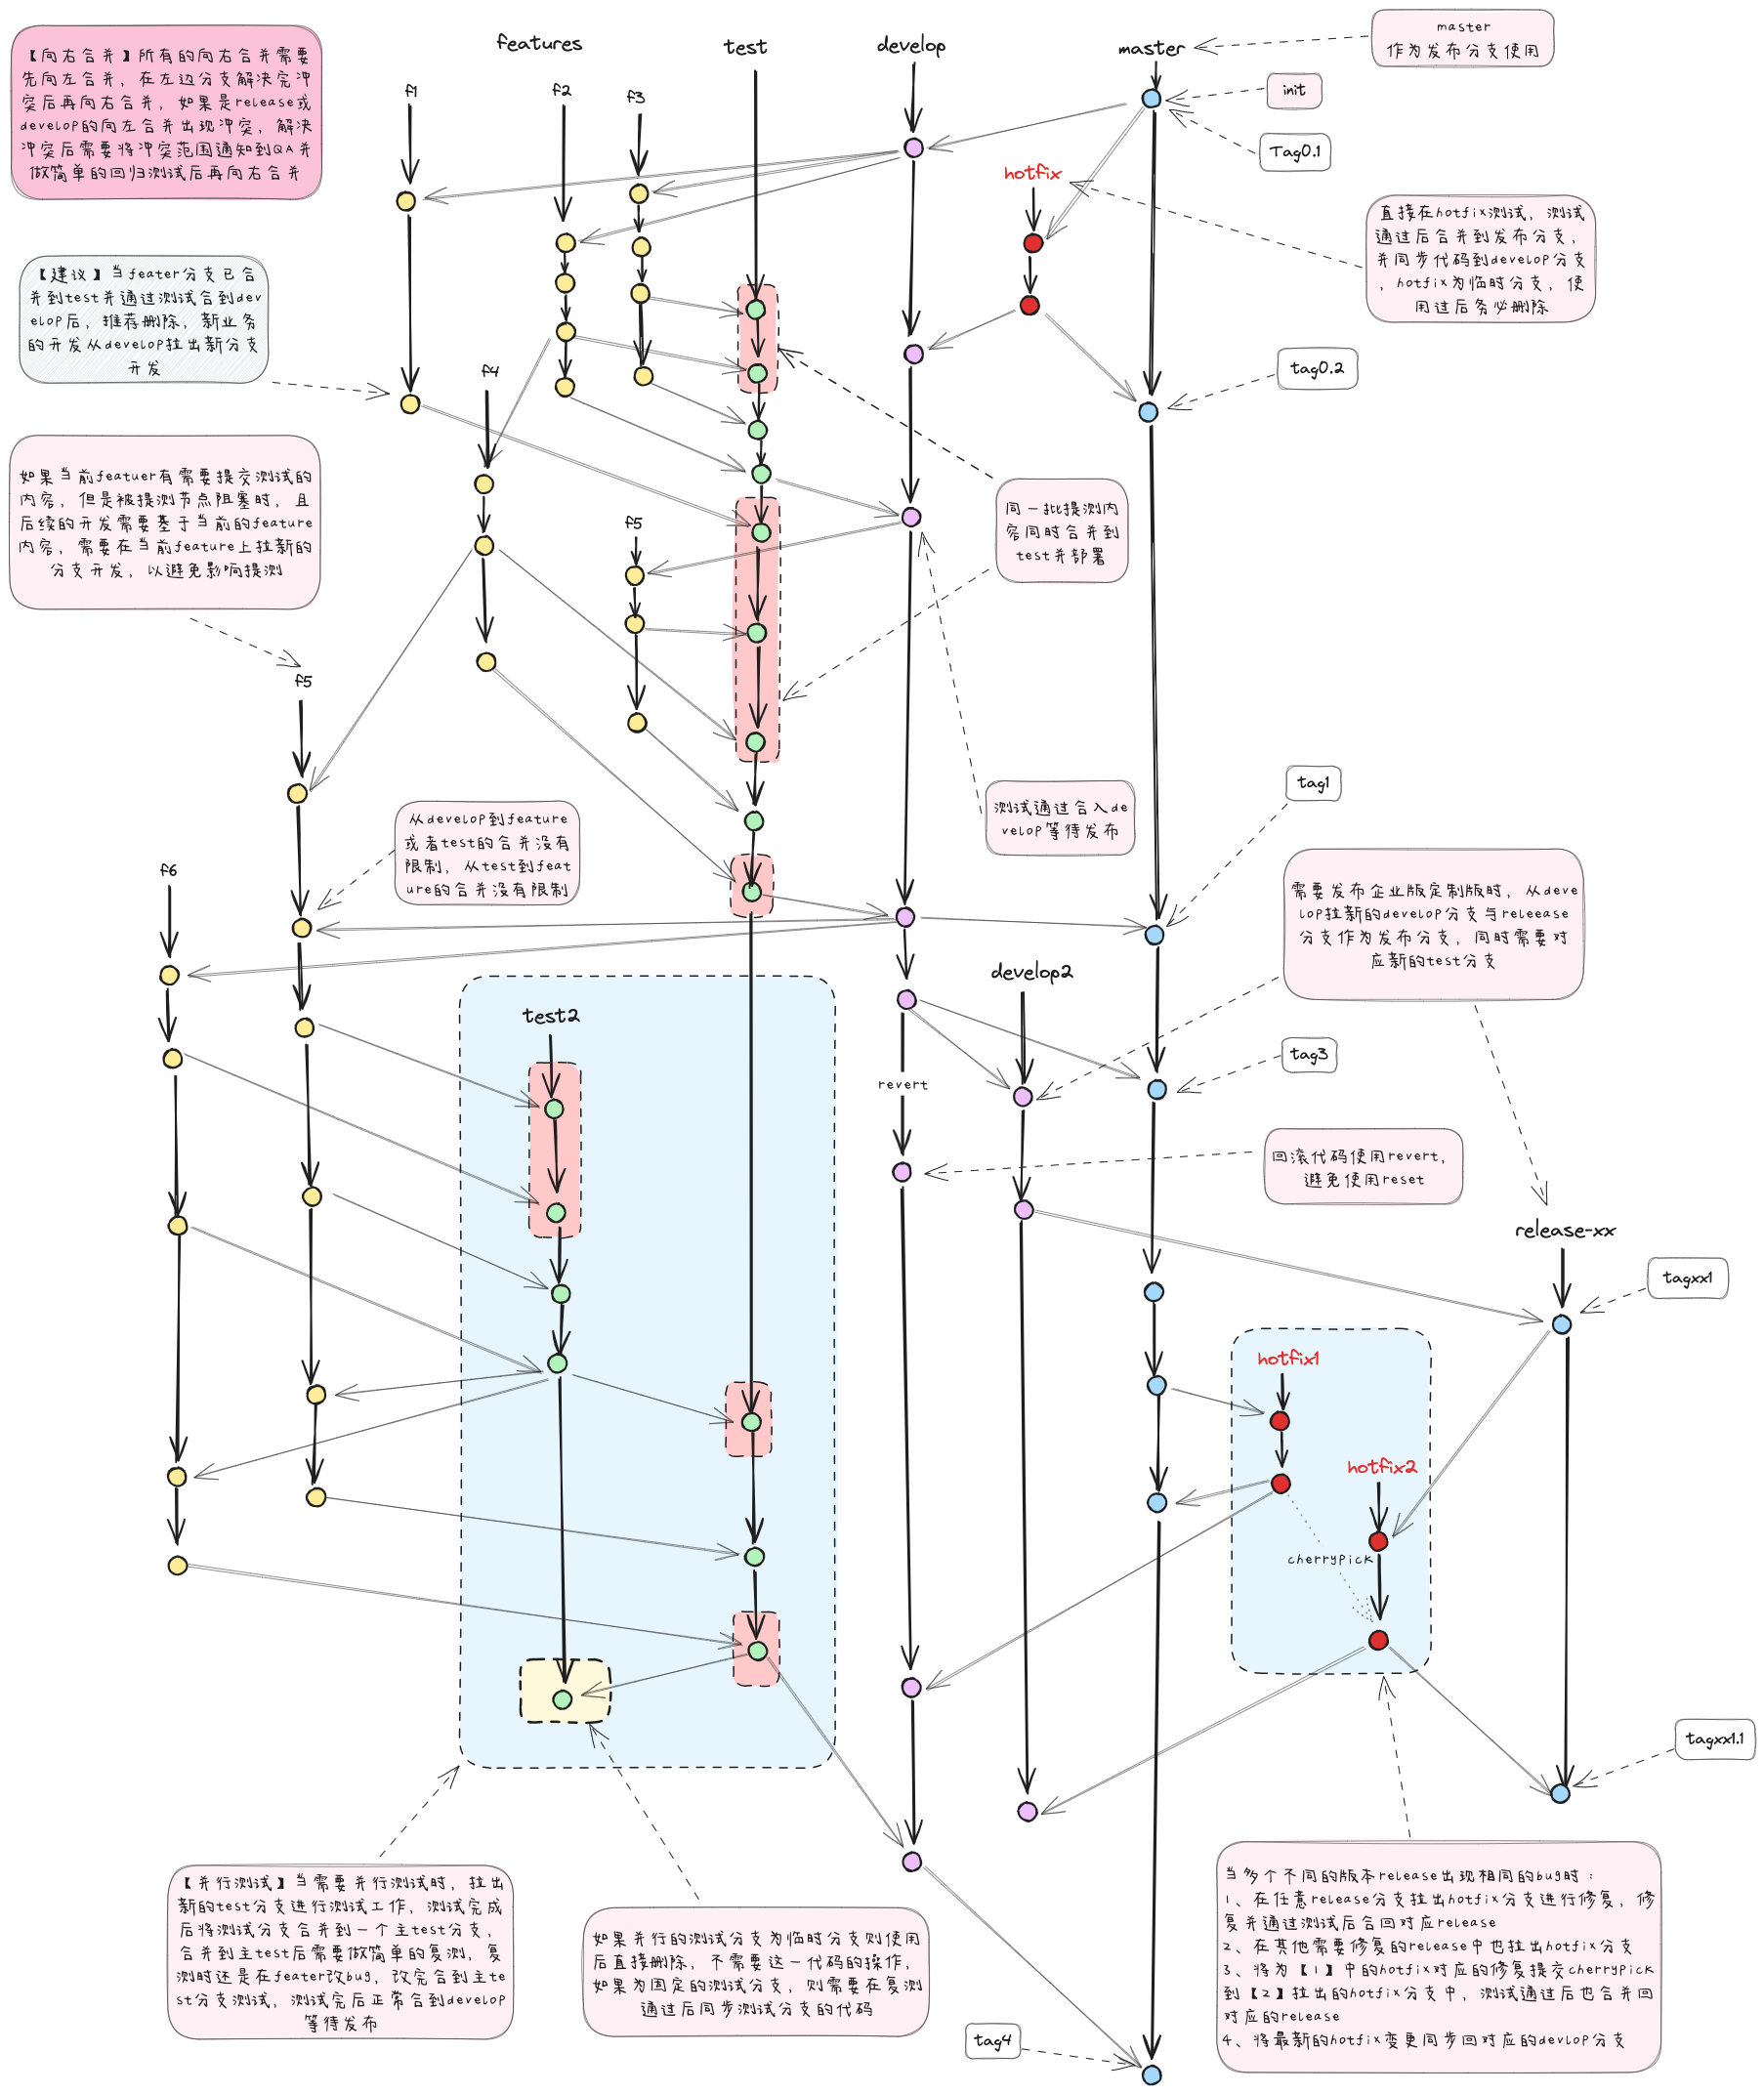 features
test
develop
master
master
作为发布分支使用
【向右合并】所有的向右合并需要
先向左合并，在左边分支解决完冲
突后再向右合并，如果是release或
develop的向左合并出现冲突，解决
冲突后需要将冲突范围通知到QA并
做简单的回归测试后再向右合并
f1
f2
f3
init
Tag0.1
hotfix
直接在hotfix测试，测试
通过后合并到发布分支，
并同步代码到develop分支
，hotfix为临时分支，使
用过后务必删除
【建议】当feater分支已合
并到test并通过测试合到dev
elop后，推荐删除，新业务
的开发从develop拉出新分支
开发
f4
tag0.2
如果当前featuer有需要提交测试的
内容，但是被提测节点阻塞时，且
后续的开发需要基于当前的feature
内容，需要在当前feature上拉新的
分支开发，以避免影响提测
f5
同一批提测内
容同时合并到
test并部署
f5
tag1
测试通过合入de
velop等待发布
从develop到feature
或者test的合并没有
限制，从test到feat
ure的合并没有限制
f6
需要发布企业版定制版时，从deve
lop拉新的develop分支与releease
分支作为发布分支，同时需要对
应新的test分支
develop2
test2
tag3
revert
回滚代码使用revert，
避免使用reset
release-xx
tagxx1
hotfix1
hotfix2
cherrypick
tagxx1.1
【并行测试】当需要并行测试时，拉出
新的test分支进行测试工作，测试完成
后将测试分支合并到一个主test分支，
合并到主test后需要做简单的复测，复
测时还是在feater改bug，改完合到主te
st分支测试，测试完后正常合到develop
等待发布
如果并行的测试分支为临时分支则使用
后直接删除，不需要这一代码的操作，
如果为固定的测试分支，则需要在复测
通过后同步测试分支的代码
当多个不同的版本release出现相同的bug时：
1、在任意release分支拉出hotfix分支进行修复，修
复并通过测试后合回对应release
2、在其他需要修复的release中也拉出hotfix分支
3、将为【1】中的hotfix对应的修复提交cherrypick
到【2】拉出的hotfix分支中，测试通过后也合并回
对应的release
4、将最新的hotfix变更同步回对应的devlop分支
tag4